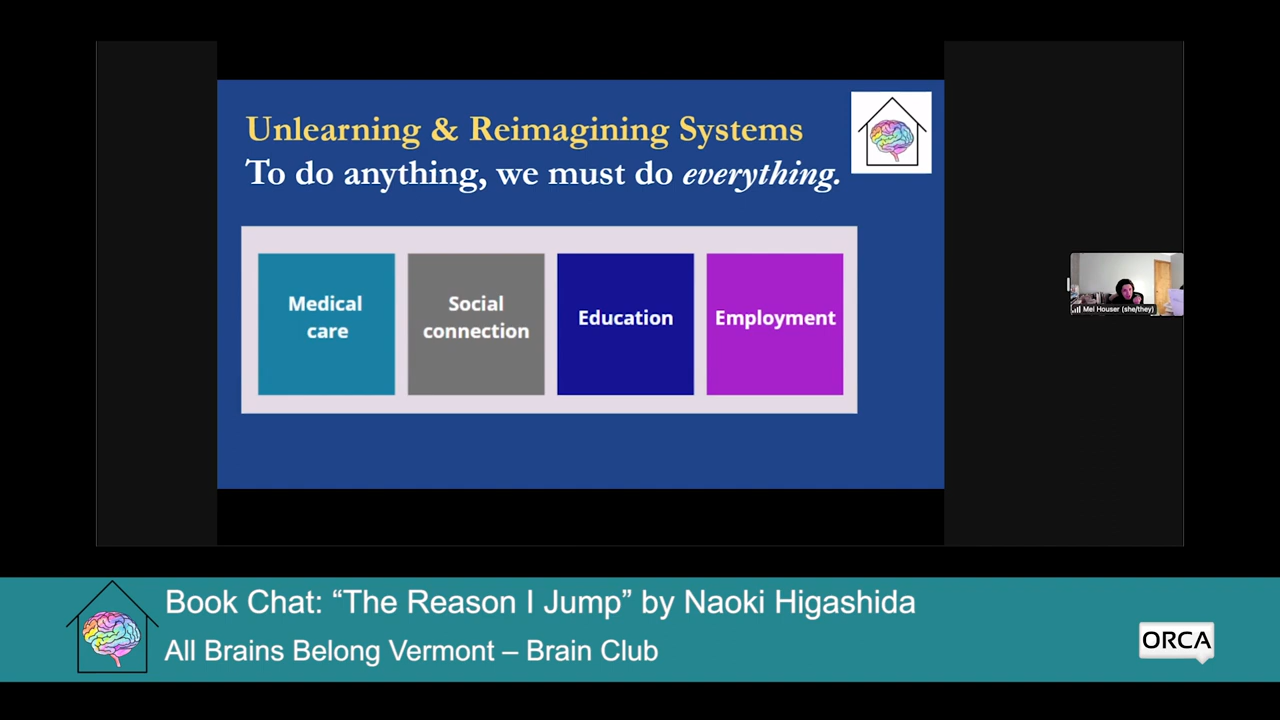 Unlearning & Reimagining Systems
To do anything, we must do everything.
Medical
care
Social
connection
Education
Employment
Mel Houser (she/they)
Book Chat: “The Reason I Jump” by Naoki Higashida
All Brains Belong Vermont – Brain Club
ORCA